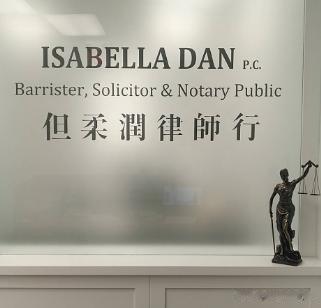 ISABELLA DAN P.C.
Barrister, Solicitor & Notary Public
但柔潤律師行